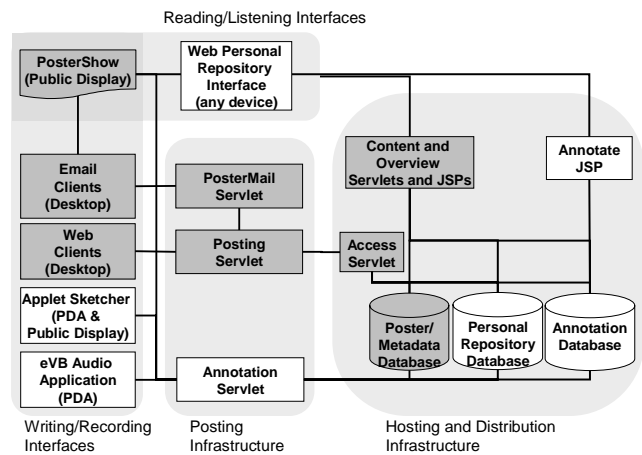 Reading/Listening Interfaces
PosterShow
(Public Display)
Web Personal
Repository
Interface
(any device)
Content and
Overview
Servlets and JSPs
Annotate
JSP
Email
Clients
(Desktop)
PosterMail
Servlet
Web
Clients
(Desktop)
Posting
Servlet
Access
Servlet
Applet Sketcher
(PDA &
Public Display)
Poster/
Metadata
Database
Personal
Repository
Database
Annotation
Database
eVB Audio
Application
(PDA)
Annotation
Servlet
Writing/Recording
Interfaces
Posting
Infrastructure
Hosting and Distribution
Infrastructure